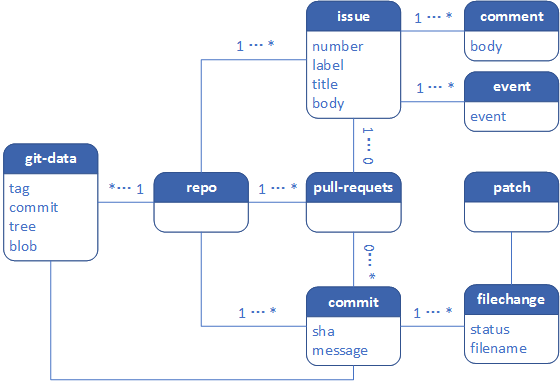 issue
number
label
title
body
1 ··· *
comment
body
1 ··· *
event
event
1 ··· *
1 ··· 0
git-data
tag
commit
tree
blob
*··· 1
repo
1 ··· *
pull-requets
patch
0··· *
1 ··· *
commit
sha
message
1 ··· *
filechange
status
filename